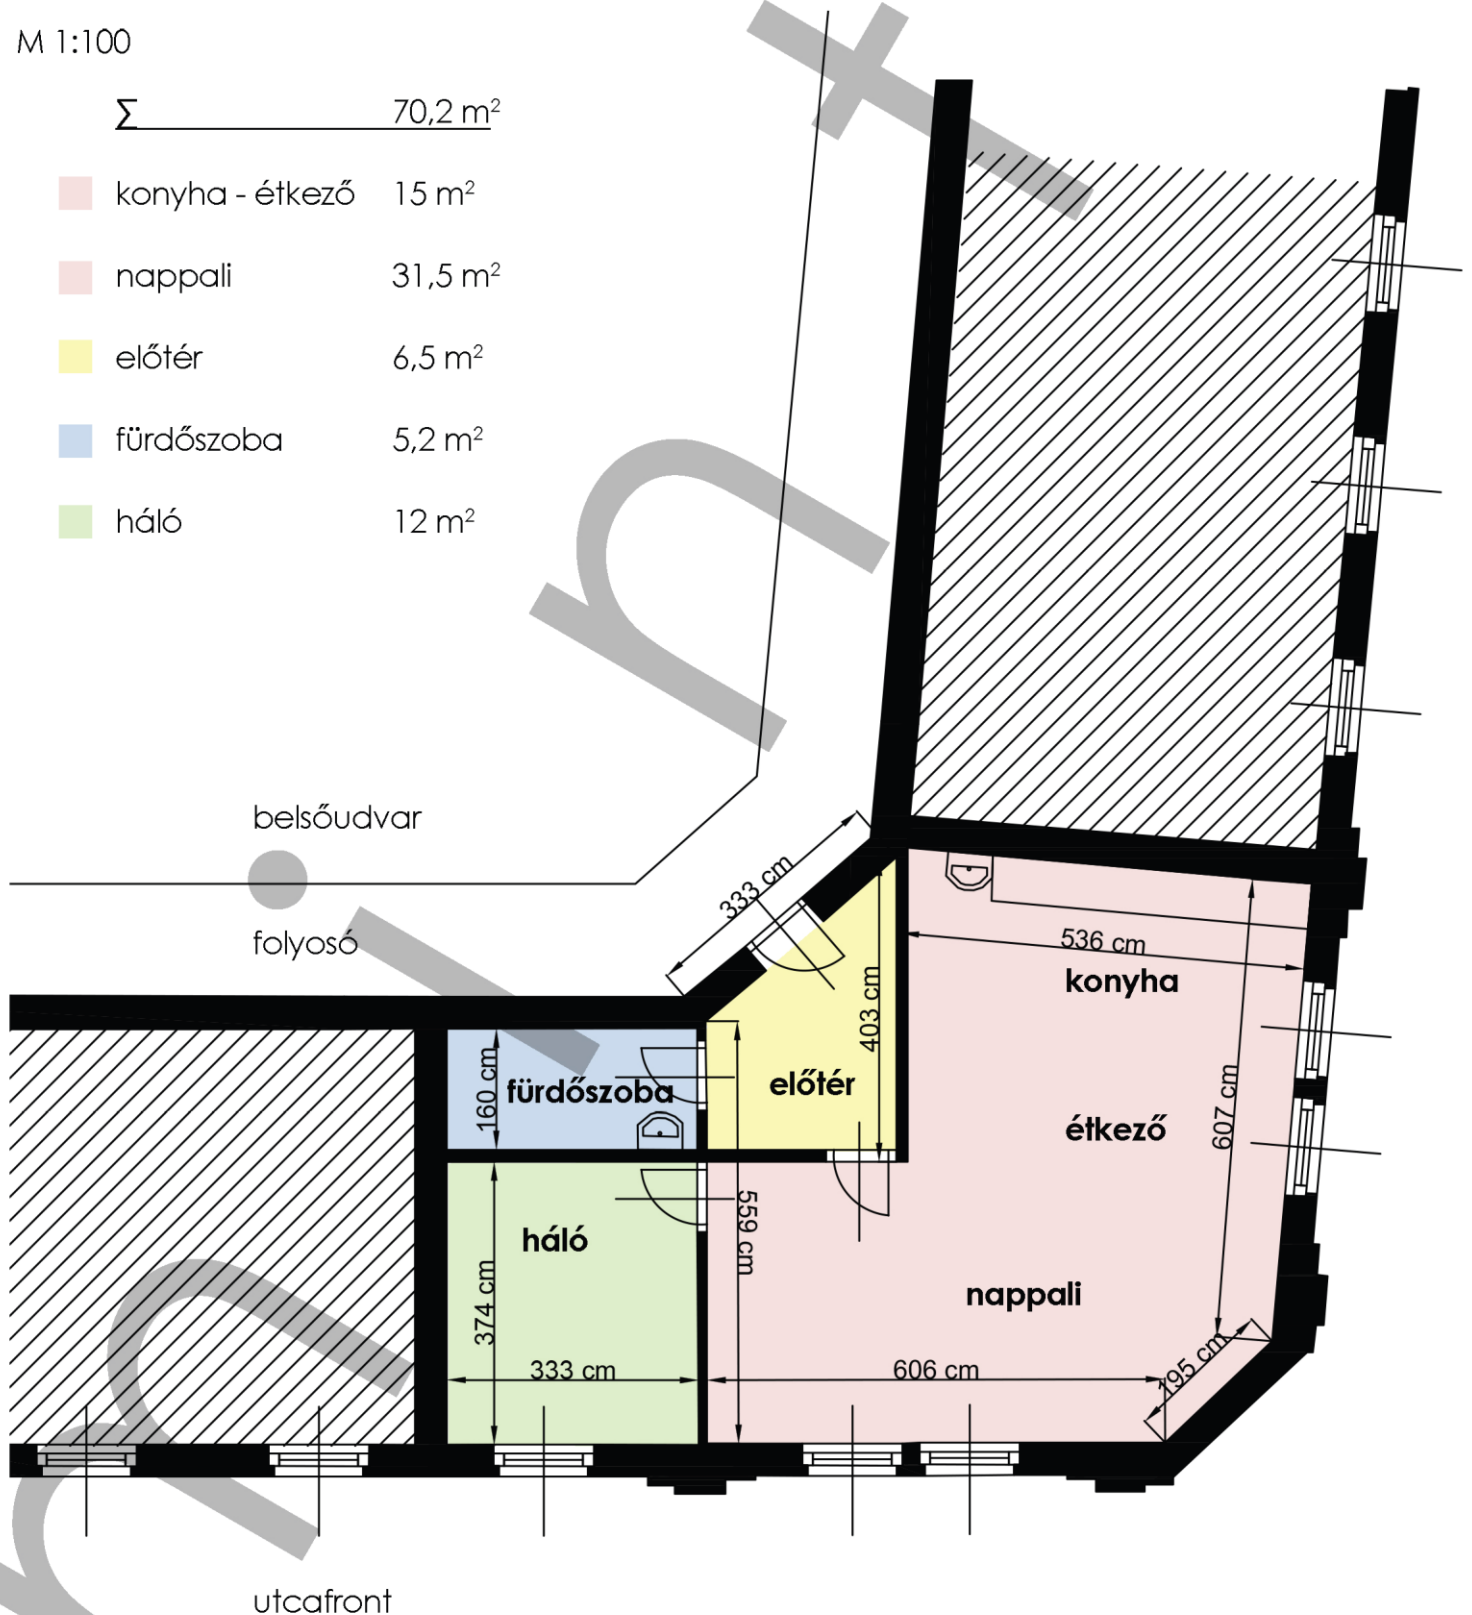 M 1:100
∑ 70,2 m²
konyha - étkező 15 m²
nappali 31,5 m²
előtér 6,5 m²
fürdőszoba 5,2 m²
háló 12 m²
belsőudvar
folyosó
333 cm
536 cm
konyha
403 cm
160 cm
fürdőszoba
előtér
étkező
607 cm
559 cm
háló
nappali
374 cm
333 cm
606 cm
195 cm
utcafront